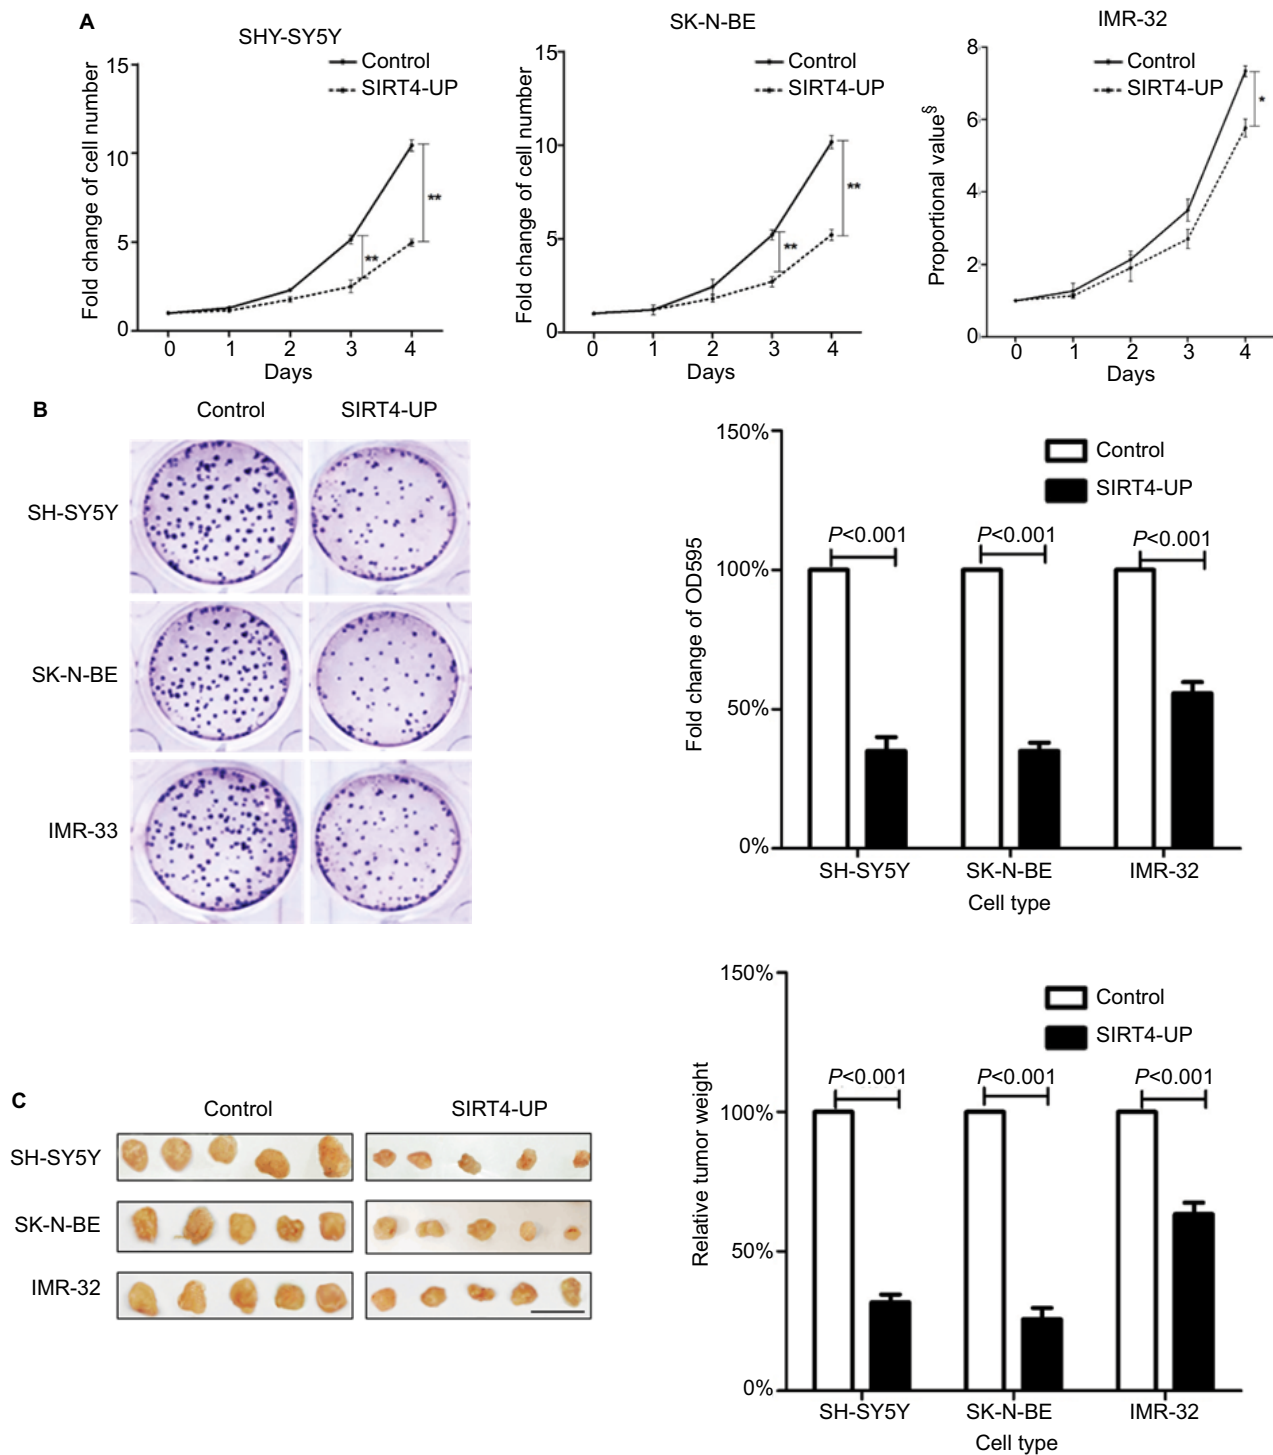 A
SHY-SY5Y
Control
SIRT4-UP
Fold change of cell number
15
10
5
0
**
**
0 1 2 3 4
Days
SK-N-BE
Control
SIRT4-UP
Fold change of cell number
15
10
5
0
**
**
0 1 2 3 4
Days
IMR-32
Control
SIRT4-UP
Proportional value§
8
6
4
2
0
*
0 1 2 3 4
Days
B
Control SIRT4-UP
SH-SY5Y
SK-N-BE
IMR-33
Control
SIRT4-UP
Fold change of OD595
150%
100%
50%
0%
P<0.001 P<0.001 P<0.001
SH-SY5Y SK-N-BE IMR-32
Cell type
C
Control SIRT4-UP
SH-SY5Y
SK-N-BE
IMR-32
Control
SIRT4-UP
Relative tumor weight
150%
100%
50%
0%
P<0.001 P<0.001 P<0.001
SH-SY5Y SK-N-BE IMR-32
Cell type